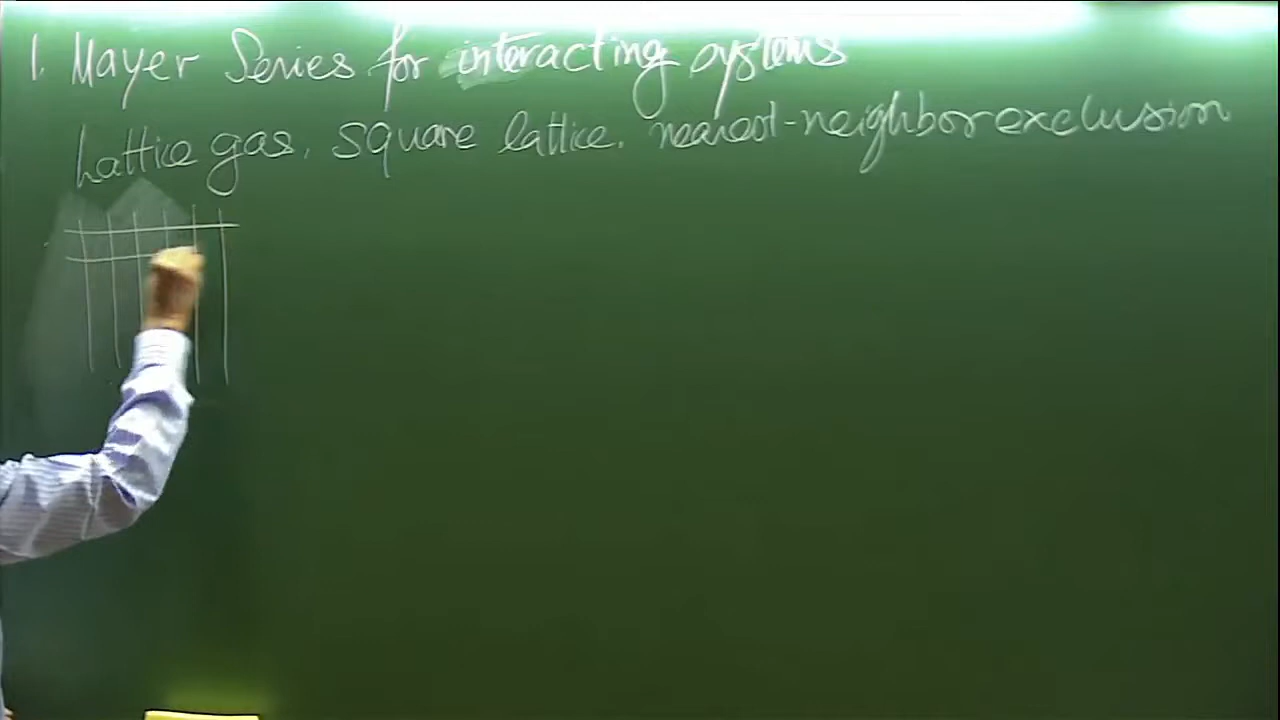 1. Mayer Series for interacting systems
Lattice gas, square lattice. nearest-neighbor exclusion